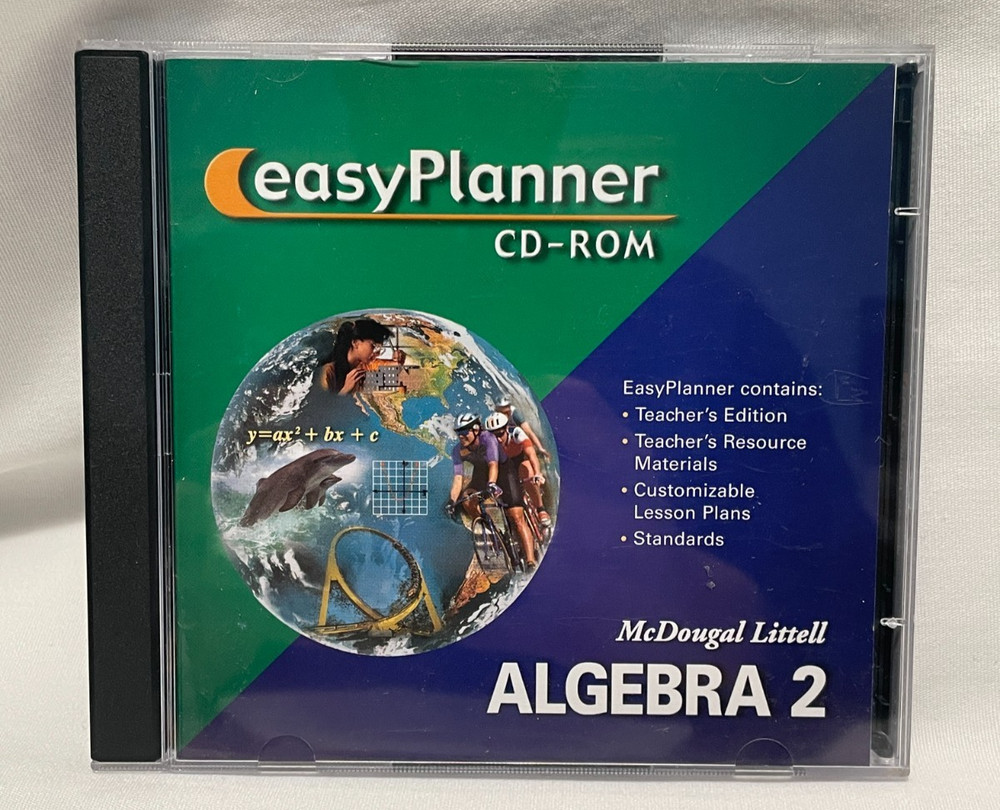 easyPlanner
CD-ROM
y=ax² + bx + c
EasyPlanner contains:
• Teacher's Edition
• Teacher's Resource
Materials
• Customizable
Lesson Plans
• Standards
McDougal Littell
ALGEBRA 2